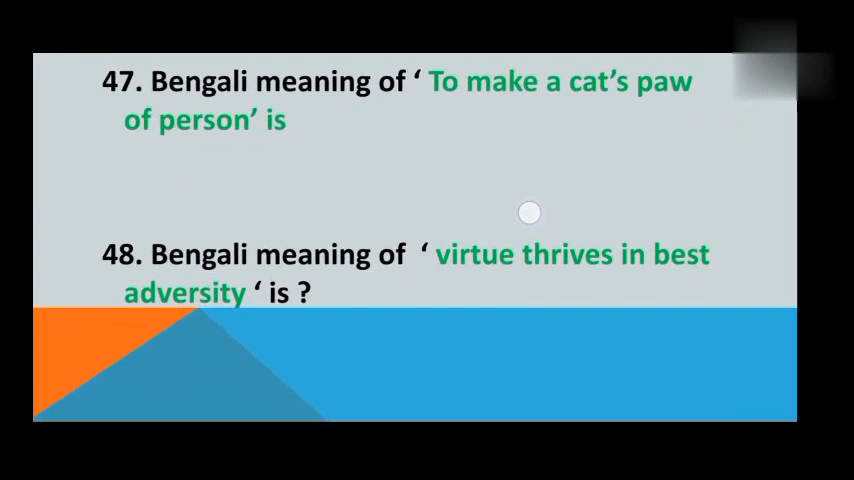 47. Bengali meaning of ‘ To make a cat’s paw
of person’ is
48. Bengali meaning of ‘ virtue thrives in best
adversity ‘ is ?